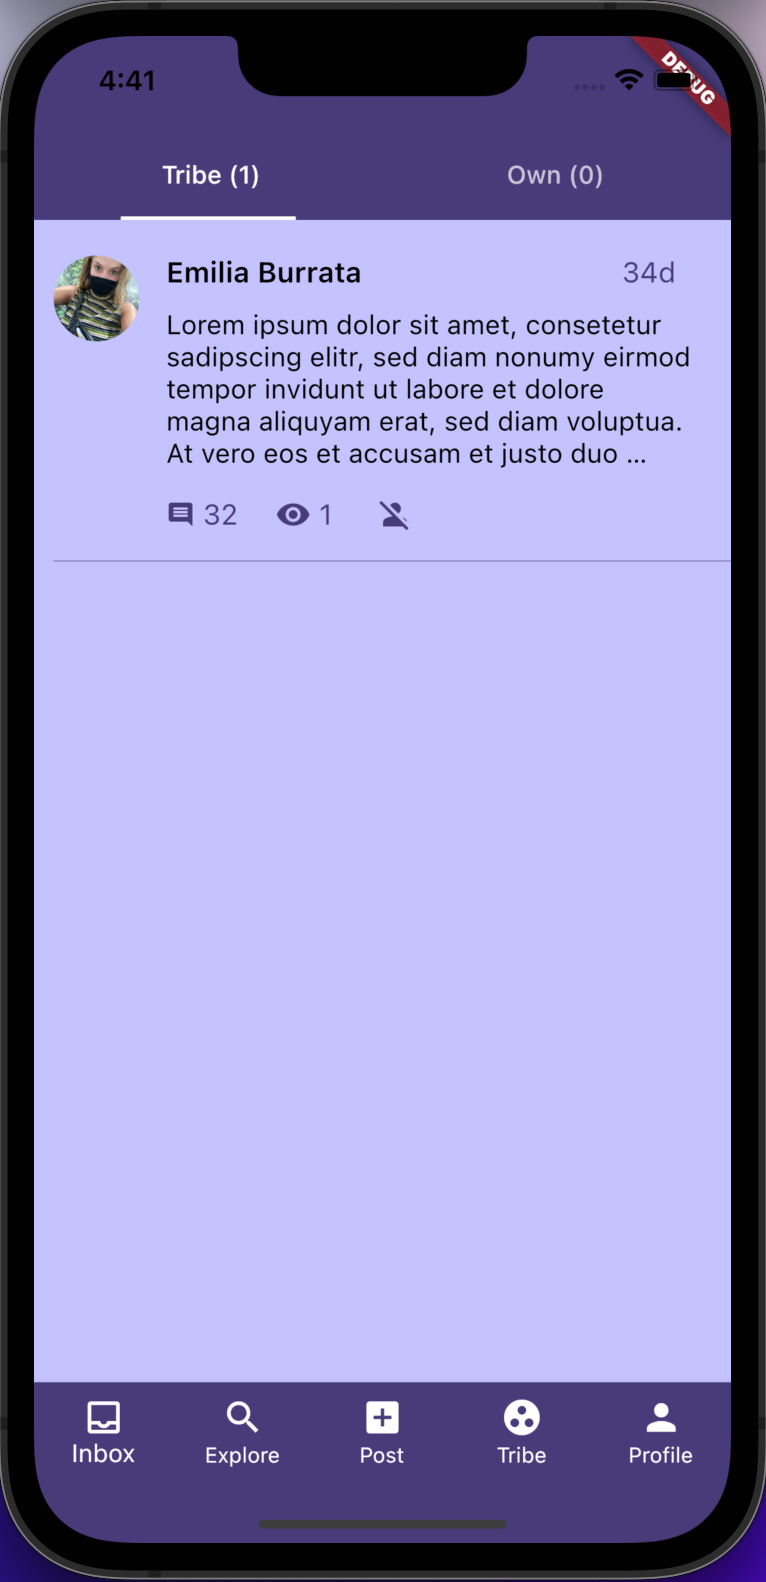 4:41
DEBUG
Tribe (1)
Own (0)
Emilia Burrata
34d
Lorem ipsum dolor sit amet, consetetur
sadipscing elitr, sed diam nonumy eirmod
tempor invidunt ut labore et dolore
magna aliquyam erat, sed diam voluptua.
At vero eos et accusam et justo duo ...
32
1
Inbox
Explore
Post
Tribe
Profile